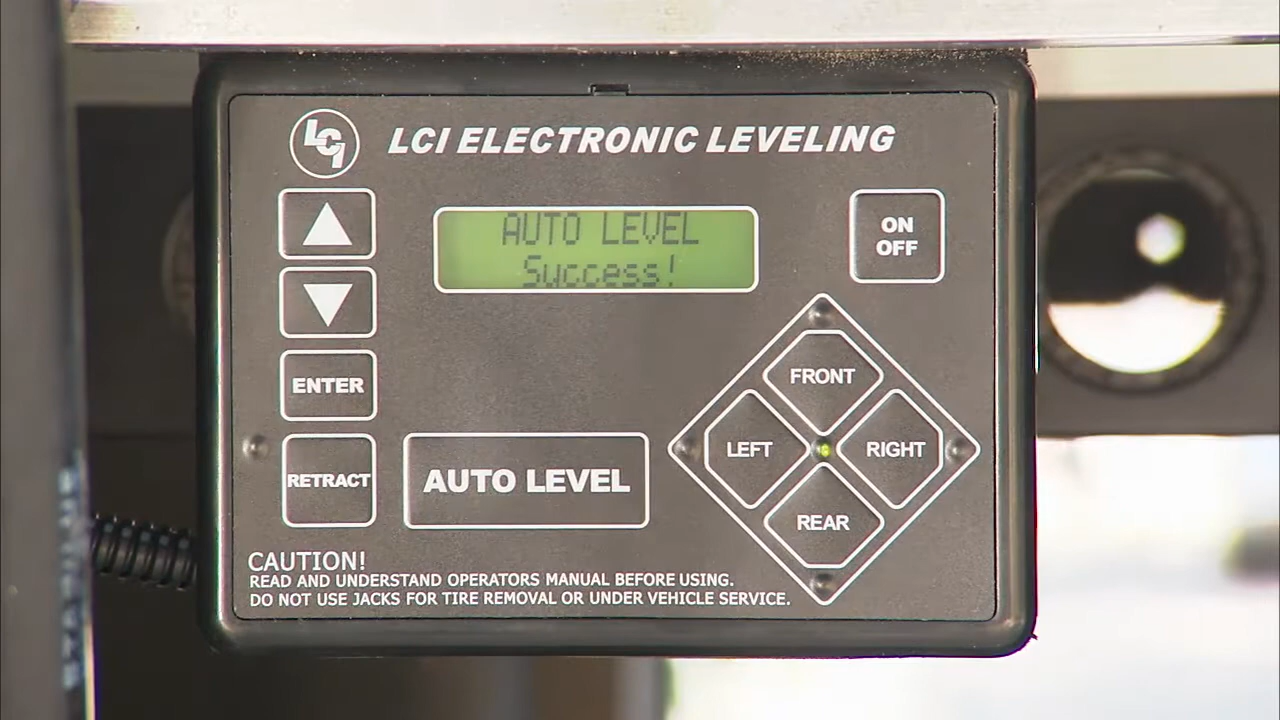 LCI
LCI ELECTRONIC LEVELING
AUTO LEVEL
Success!
ON
OFF
ENTER
RETRACT
AUTO LEVEL
FRONT
LEFT
RIGHT
REAR
CAUTION!
READ AND UNDERSTAND OPERATORS MANUAL BEFORE USING.
DO NOT USE JACKS FOR TIRE REMOVAL OR UNDER VEHICLE SERVICE.